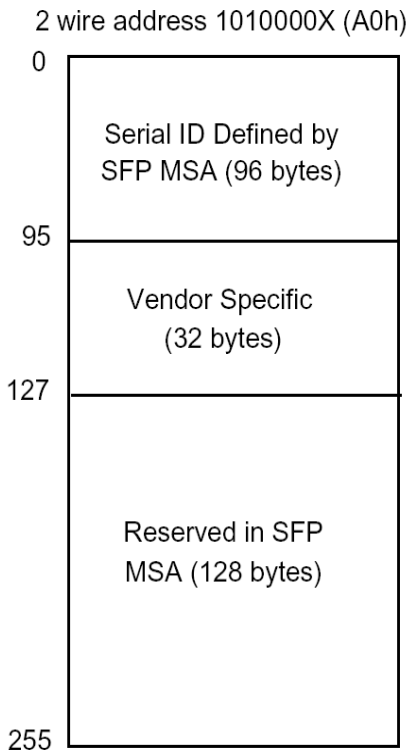 2 wire address 1010000X (A0h)
0
Serial ID Defined by
SFP MSA (96 bytes)
95
Vendor Specific
(32 bytes)
127
Reserved in SFP
MSA (128 bytes)
255